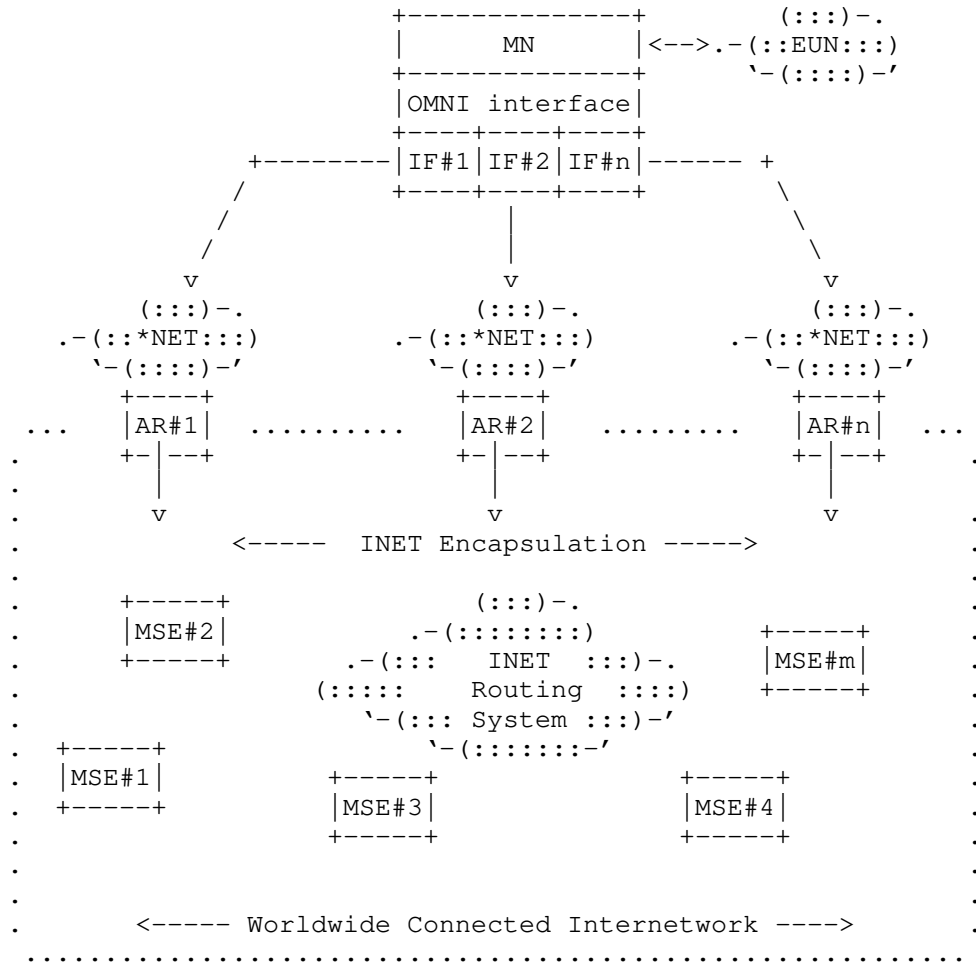 +--------------+        (:::)-.
                         |      MN      |<-->.-(::EUN:::)
                         +--------------+      `-(::::)-'
                         |OMNI interface|
                         +----+----+----+
                +--------|IF#1|IF#2|IF#n|------ +
               /         +----+----+----+        \
              /                 |                 \
             /                  |                  \
            v                   v                   v
         (:::)-.              (:::)-.              (:::)-.
    .-(::*NET:::)        .-(::*NET:::)        .-(::*NET:::)
      `-(::::)-'           `-(::::)-'           `-(::::)-'
        +----+               +----+               +----+
  ...   |AR#1|  ..........   |AR#2|   .........   |AR#n|  ...
 .      +-|--+               +-|--+               +-|--+     .
 .        |                    |                    |
 .        v                    v                    v        .
 .             <-----  INET Encapsulation ----->             .
 .                                                           .
 .      +-----+               (:::)-.                        .
 .      |MSE#2|           .-(::::::::)          +-----+      .
 .      +-----+       .-(:::   INET  :::)-.     |MSE#m|      .
 .                  (:::::    Routing  ::::)    +-----+      .
 .                     `-(::: System :::)-'                  .
 .  +-----+                `-(:::::::-'                      .
 .  |MSE#1|          +-----+               +-----+           .
 .  +-----+          |MSE#3|               |MSE#4|           .
 .                   +-----+               +-----+           .
 .                                                           .
 .                                                           .
 .       <----- Worldwide Connected Internetwork ---->       .
  ...........................................................